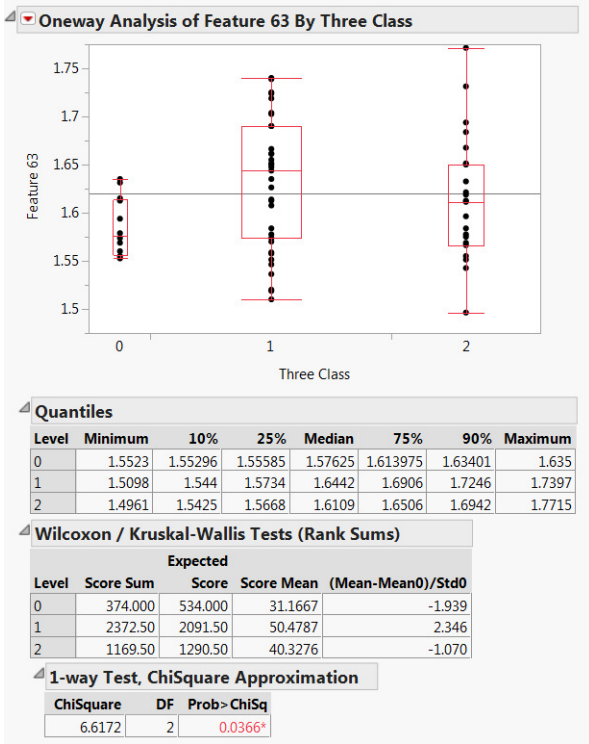 Oneway Analysis of Feature 63 By Three Class
1.75
1.7
1.65
1.6
1.55
1.5
Feature 63
0 1 2
Three Class
Quantiles
Level Minimum 10% 25% Median 75% 90% Maximum
0 1.5523 1.55296 1.55585 1.57625 1.613975 1.63401 1.635
1 1.5098 1.544 1.5734 1.6442 1.6906 1.7246 1.7397
2 1.4961 1.5425 1.5668 1.6109 1.6506 1.6942 1.7715
Wilcoxon / Kruskal-Wallis Tests (Rank Sums)
Expected
Level Score Sum Score Score Mean (Mean-Mean0)/Std0
0 374.000 534.000 31.1667 -1.939
1 2372.50 2091.50 50.4787 2.346
2 1169.50 1290.50 40.3276 -1.070
1-way Test, ChiSquare Approximation
ChiSquare DF Prob>ChiSq
6.6172 2 0.0366*